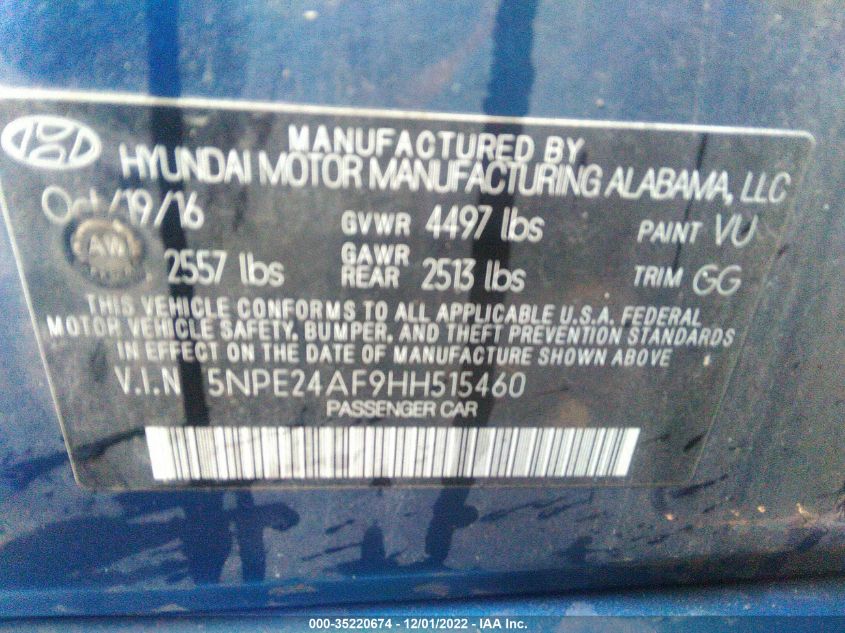 MANUFACTURED BY
HYUNDAI MOTOR MANUFACTURING ALABAMA, LLC
Oct/19/16 GVWR 4497 lbs PAINT VU
AW 2557 lbs GAWR REAR 2513 lbs TRIM GG
THIS VEHICLE CONFORMS TO ALL APPLICABLE U.S.A. FEDERAL
MOTOR VEHICLE SAFETY, BUMPER, AND THEFT PREVENTION STANDARDS
IN EFFECT ON THE DATE OF MANUFACTURE SHOWN ABOVE
V.I.N 5NPE24AF9HH515460
PASSENGER CAR
000-35220674 - 12/01/2022 - IAA Inc.